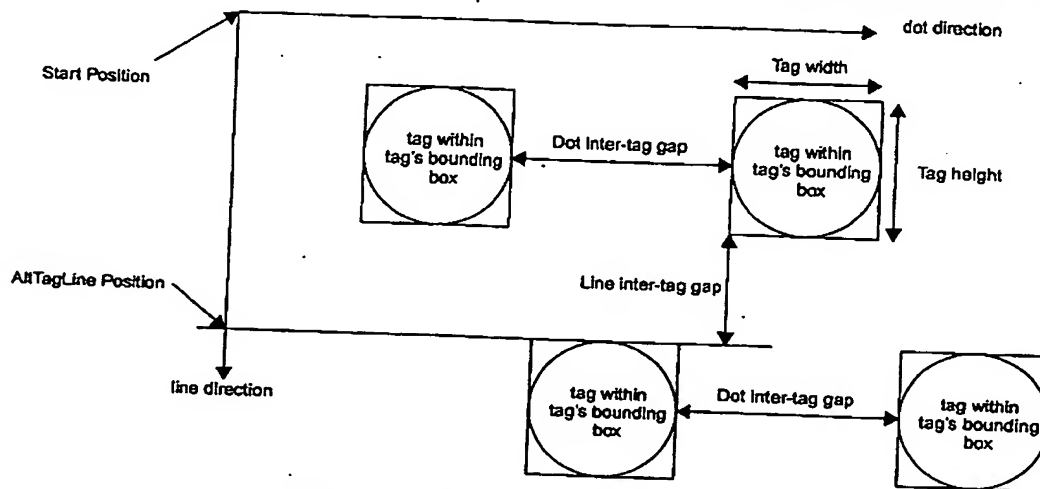 dot direction
Start Position
Tag width
tag within
tag's bounding
box
Dot inter-tag gap
tag within
tag's bounding
box
Tag height
AltTagLine Position
Line inter-tag gap
line direction
tag within
tag's bounding
box
Dot inter-tag gap
tag within
tag's bounding
box